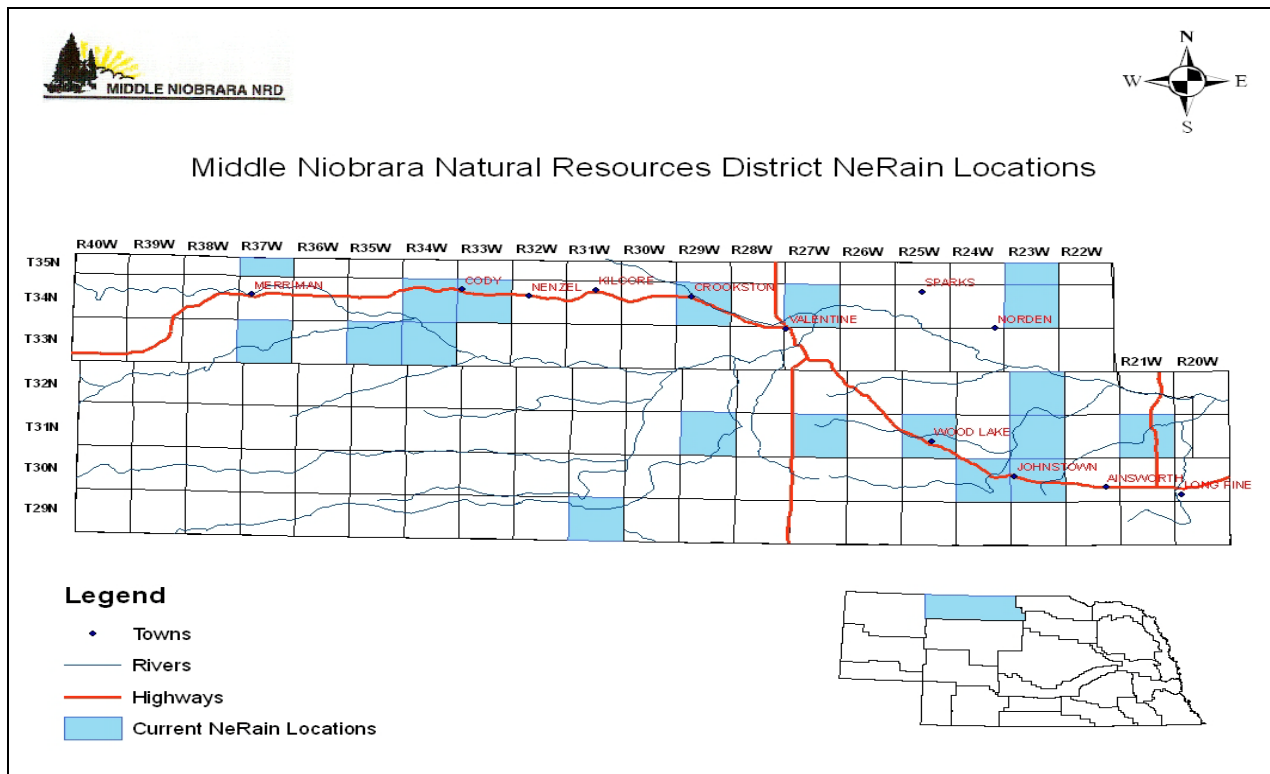 MIDDLE NIOBRARA NRD
N
W E
S
Middle Niobrara Natural Resources District NeRain Locations
R40W R39W R38W R37W R36W R35W R34W R33W R32W R31W R30W R29W R28W R27W R26W R25W R24W R23W R22W
T35N
MERRIMAN CODY NENZEL KILGORE CROOKSTON SPARKS
T34N
VALENTINE NORDEN
T33N
R21W R20W
T32N
T31N
WOOD LAKE
T30N
JOHNSTOWN
AINSWORTH
LONG PINE
T29N
Legend
Towns
Rivers
Highways
Current NeRain Locations